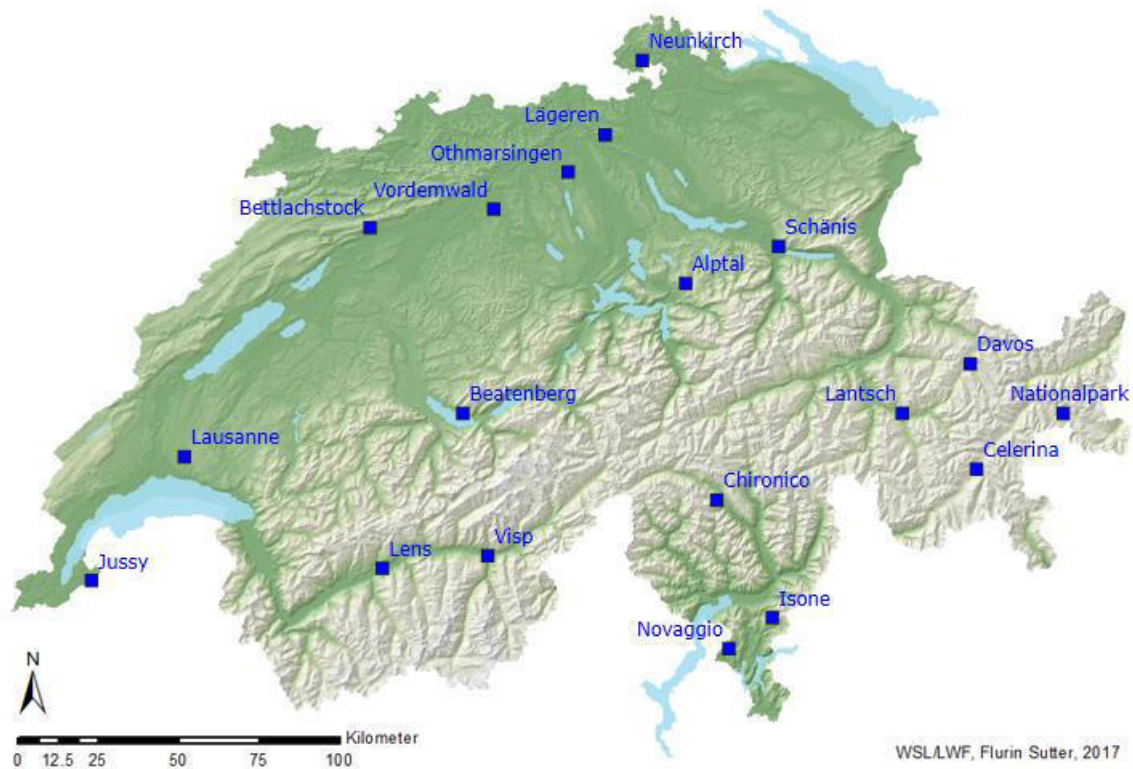 Neunkirch
Lägeren
Othmarsingen
Vordemwald
Bettlachstock
Schänis
Alptal
Davos
Beatenberg
Lantsch
Nationalpark
Lausanne
Celerina
Chironico
Visp
Lens
Jussy
Isone
Novaggio
N
Kilometer
0 12.5 25 50 75 100
WSL/LWF, Flurin Sutter, 2017